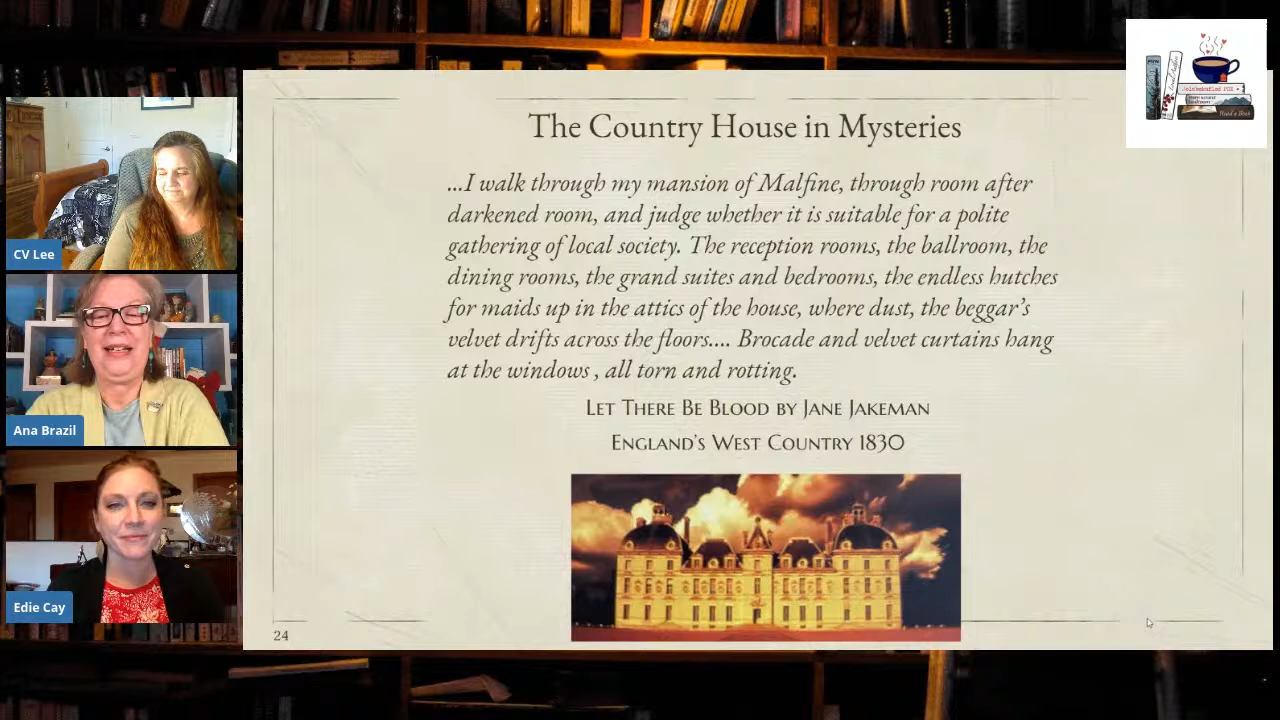 The Country House in Mysteries
...I walk through my mansion of Malfine, through room after
darkened room, and judge whether it is suitable for a polite
gathering of local society. The reception rooms, the ballroom, the
dining rooms, the grand suites and bedrooms, the endless hutches
for maids up in the attics of the house, where dust, the beggar's
velvet drifts across the floors.... Brocade and velvet curtains hang
at the windows , all torn and rotting.
Let There Be Blood by Jane Jakeman
England's West Country 1830
24
CV Lee
Ana Brazil
Edie Cay
Read a Book